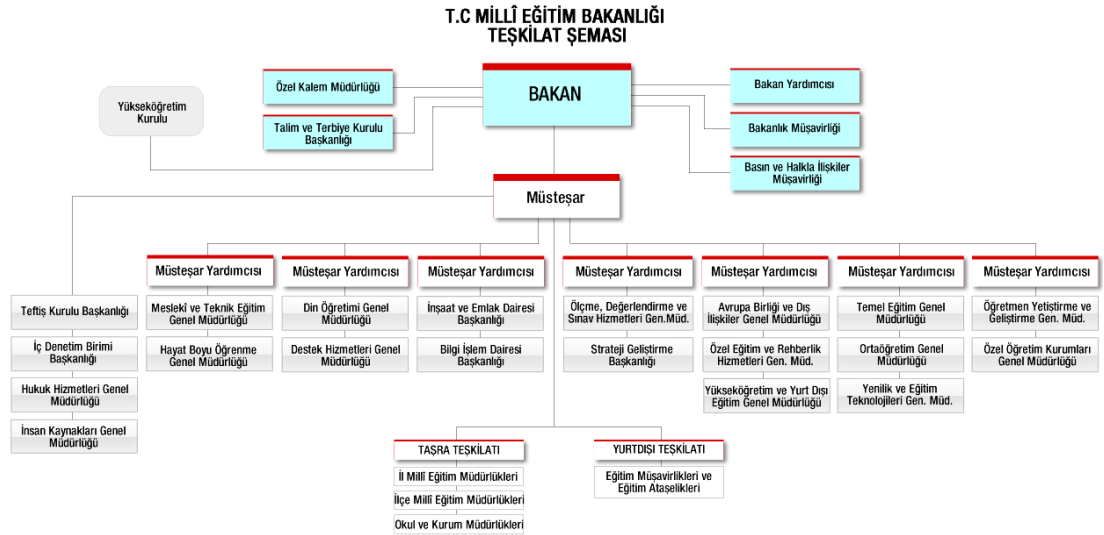 T.C MİLLÎ EĞİTİM BAKANLIĞI
TEŞKİLAT ŞEMASI
BAKAN
Özel Kalem Müdürlüğü
Talim ve Terbiye Kurulu
Başkanlığı
Yükseköğretim
Kurulu
Bakan Yardımcısı
Bakanlık Müşavirliği
Basın ve Halkla İlişkiler
Müşavirliği
Müsteşar
Teftiş Kurulu Başkanlığı
İç Denetim Birimi
Başkanlığı
Hukuk Hizmetleri Genel
Müdürlüğü
İnsan Kaynakları Genel
Müdürlüğü
Müsteşar Yardımcısı
Meslekî ve Teknik Eğitim
Genel Müdürlüğü
Hayat Boyu Öğrenme
Genel Müdürlüğü
Müsteşar Yardımcısı
Din Öğretimi Genel
Müdürlüğü
Destek Hizmetleri Genel
Müdürlüğü
Müsteşar Yardımcısı
İnşaat ve Emlak Dairesi
Başkanlığı
Bilgi İşlem Dairesi
Başkanlığı
Müsteşar Yardımcısı
Ölçme, Değerlendirme ve
Sınav Hizmetleri Gen.Müd.
Strateji Geliştirme
Başkanlığı
Müsteşar Yardımcısı
Avrupa Birliği ve Dış
İlişkiler Genel Müdürlüğü
Özel Eğitim ve Rehberlik
Hizmetleri Gen. Müd.
Yükseköğretim ve Yurt Dışı
Eğitim Genel Müdürlüğü
Müsteşar Yardımcısı
Temel Eğitim Genel
Müdürlüğü
Ortaöğretim Genel
Müdürlüğü
Yenilik ve Eğitim
Teknolojileri Gen. Müd.
Müsteşar Yardımcısı
Öğretmen Yetiştirme ve
Geliştirme Gen. Müd.
Özel Öğretim Kurumları
Genel Müdürlüğü
TAŞRA TEŞKİLATI
İl Millî Eğitim Müdürlükleri
İlçe Millî Eğitim Müdürlükleri
Okul ve Kurum Müdürlükleri
YURTDIŞI TEŞKİLATI
Eğitim Müşavirlikleri ve
Eğitim Ataşelikleri